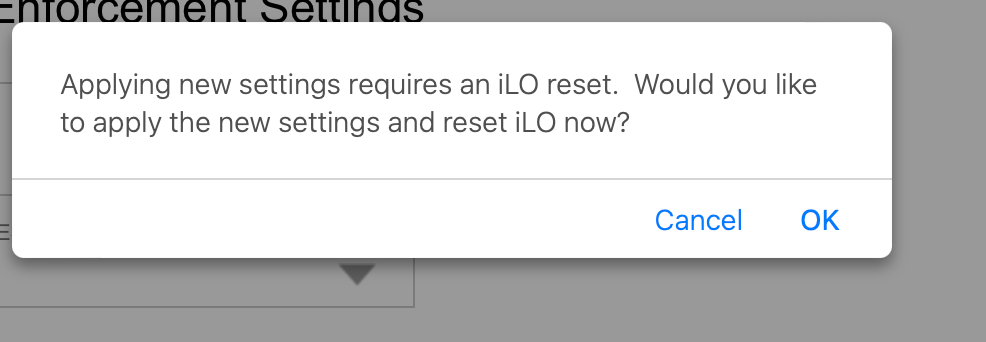 Enforcement Settings
Applying new settings requires an iLO reset.  Would you like
to apply the new settings and reset iLO now?
Cancel OK